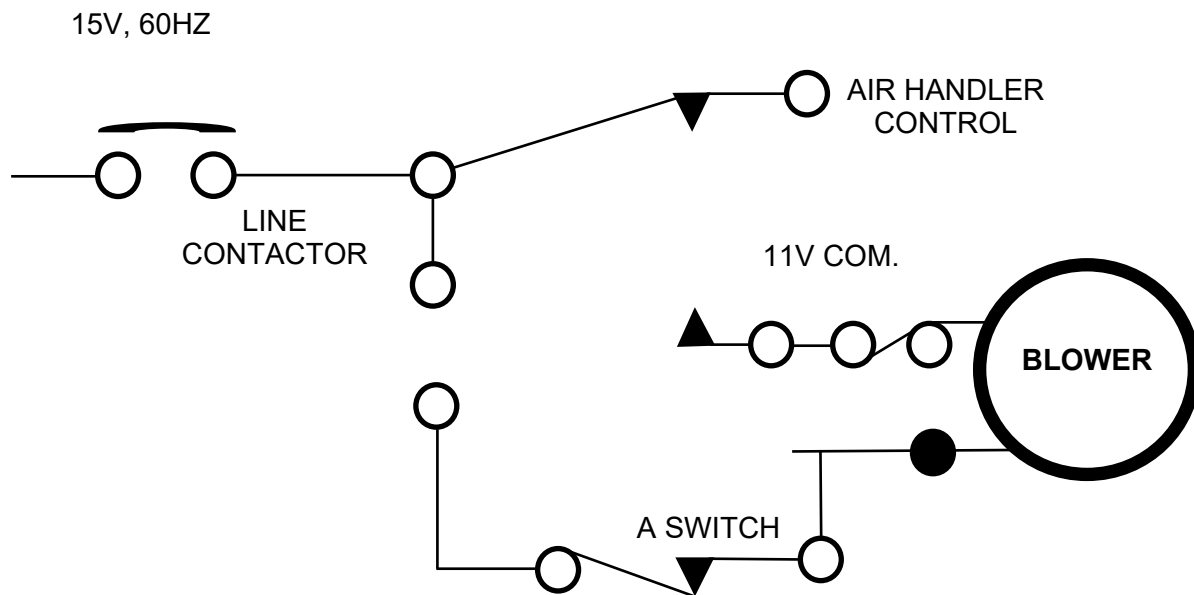 15V, 60HZ
AIR HANDLER
CONTROL
LINE
CONTACTOR
11V COM.
BLOWER
A SWITCH